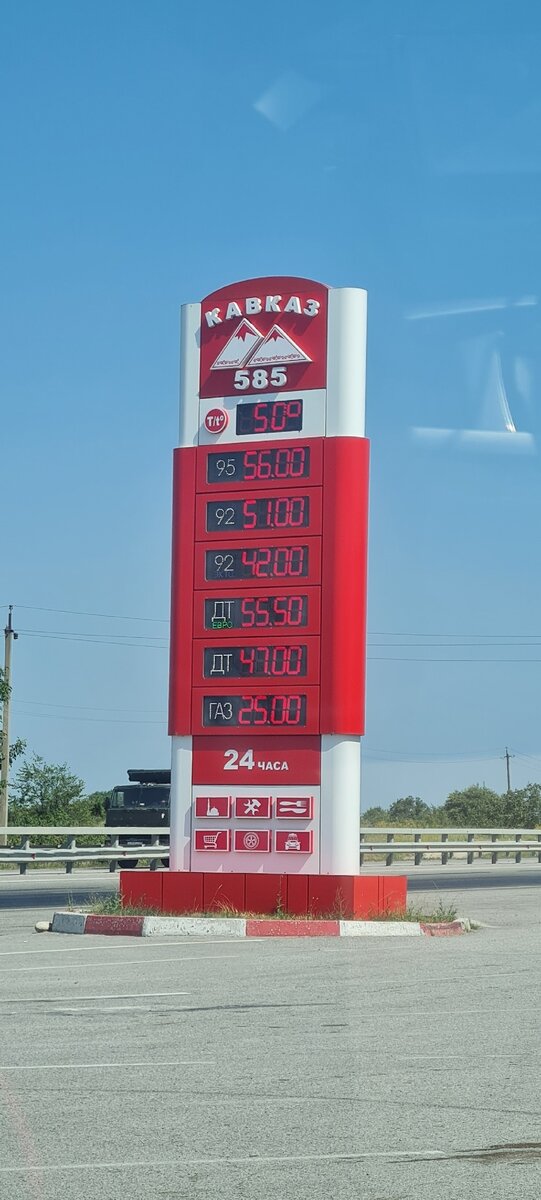 КАВКАЗ
585
T/t° 50°
95 56.00
92 51.00
92 42.00
ДТ 55.50
ЕВРО
ДТ 47.00
ГАЗ 25.00
24 ЧАСА